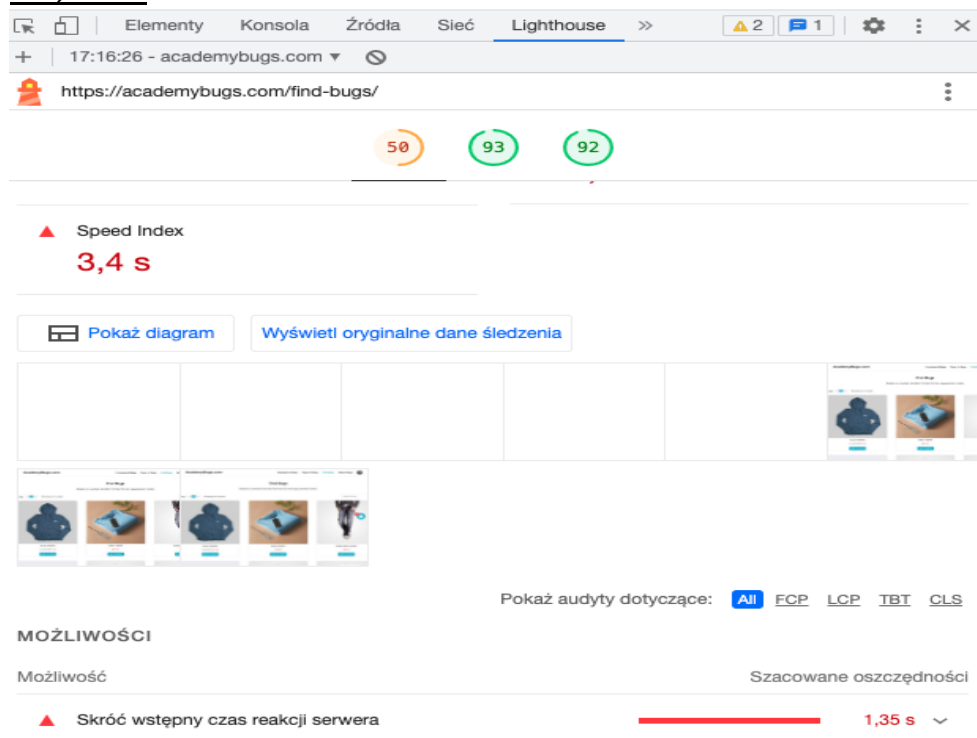 Elementy Konsola Źródła Sieć Lighthouse » 2 1
+ 17:16:26 - academybugs.com
https://academybugs.com/find-bugs/
50 93 92
Speed Index
3,4 s
Pokaż diagram Wyświetl oryginalne dane śledzenia
Find Bugs
Pokaż audyty dotyczące: All FCP LCP TBT CLS
MOŻLIWOŚCI
Możliwość Szacowane oszczędności
Skróć wstępny czas reakcji serwera 1,35 s